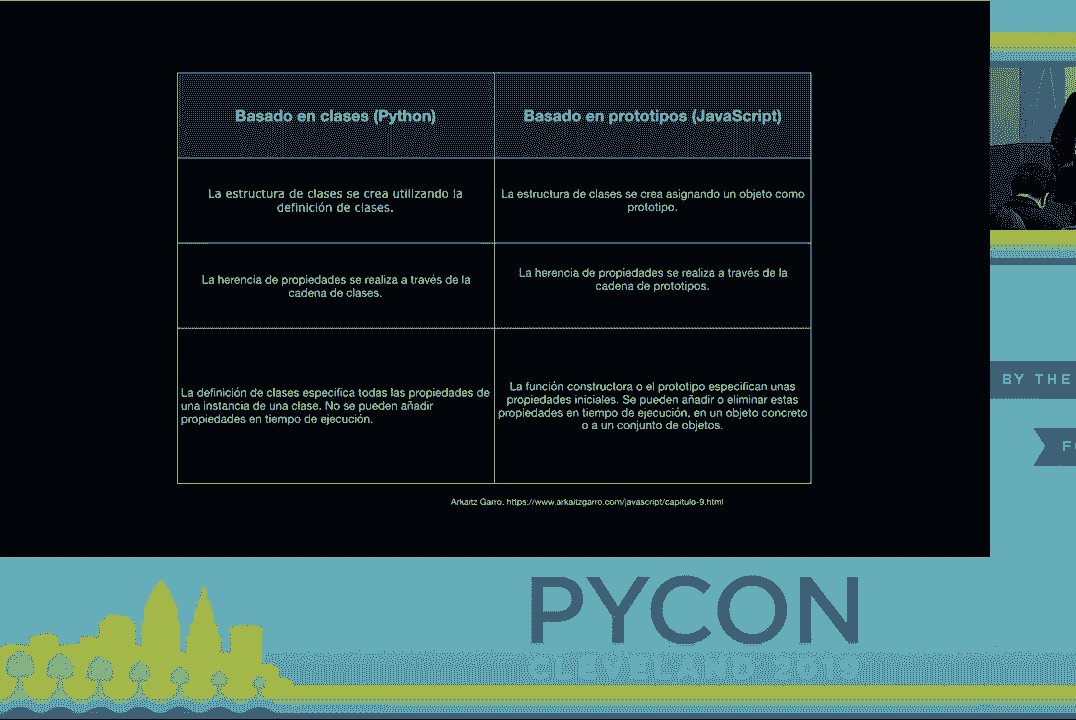 Basado en clases (Python)
Basado en prototipos (JavaScript)
La estructura de clases se crea utilizando la
definición de clases.
La estructura de clases se crea asignando un objeto como
prototipo.
La herencia de propiedades se realiza a través de la
cadena de clases.
La herencia de propiedades se realiza a través de la
cadena de prototipos.
La definición de clases especifica todas las propiedades de
una instancia de una clase. No se pueden añadir
propiedades en tiempo de ejecución.
La función constructora o el prototipo especifican unas
propiedades iniciales. Se pueden añadir o eliminar estas
propiedades en tiempo de ejecución, en un objeto concreto
o a un conjunto de objetos.
Arkaitz Garro. https://www.arkaitzgarro.com/javascript/capitulo-9.html
BY THE
PYCON
CLEVELAND 2019